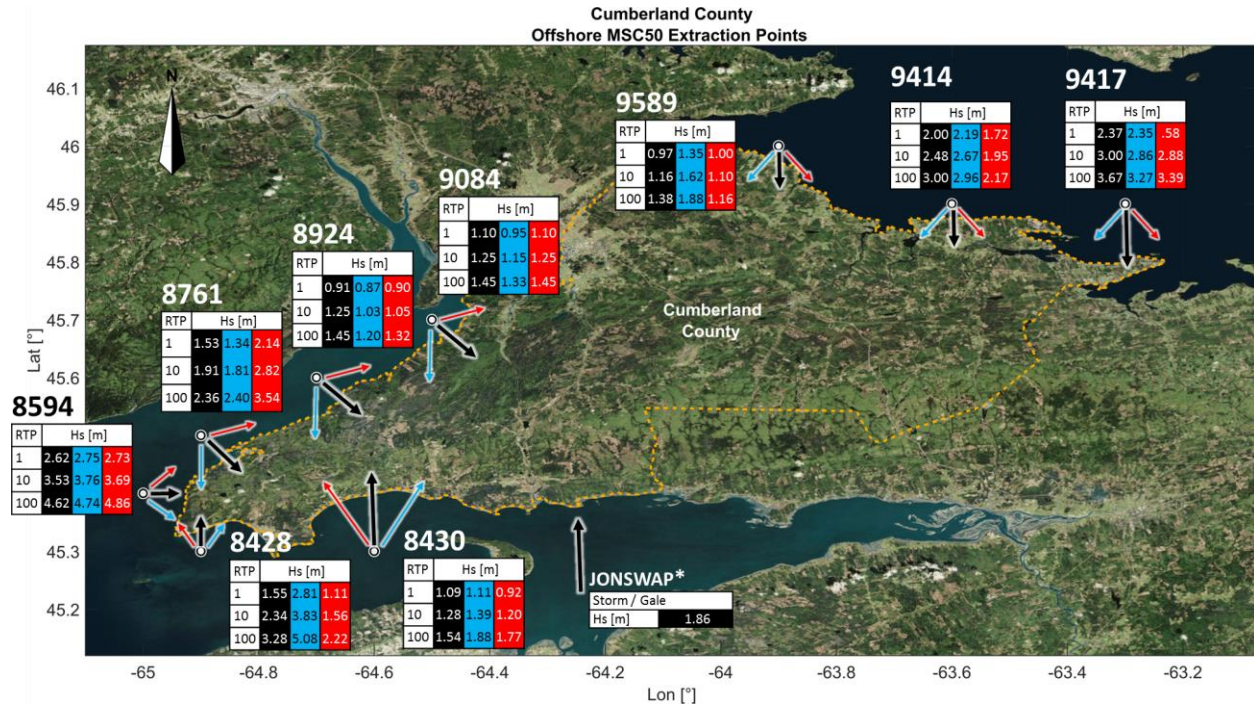 Cumberland County
Offshore MSC50 Extraction Points
46.1
46
45.9
45.8
45.7
45.6
45.3
45.2
Lat [°]
N
9589
RTP Hs [m]
1 0.97 1.35 1.00
10 1.16 1.62 1.10
100 1.38 1.88 1.16
9414
RTP Hs [m]
1 2.00 2.19 1.72
10 2.48 2.67 1.95
100 3.00 2.96 2.17
9417
RTP Hs [m]
1 2.37 2.35 .58
10 3.00 2.86 2.88
100 3.67 3.27 3.39
9084
RTP Hs [m]
1 1.10 0.95 1.10
10 1.25 1.15 1.25
100 1.45 1.33 1.45
8924
RTP Hs [m]
1 0.91 0.87 0.90
10 1.25 1.03 1.05
100 1.45 1.20 1.32
8761
RTP Hs [m]
1 1.53 1.34 2.14
10 1.91 1.81 2.82
100 2.36 2.40 3.54
8594
RTP Hs [m]
1 2.62 2.75 2.73
10 3.53 3.76 3.69
100 4.62 4.74 4.86
Cumberland
County
8428
RTP Hs [m]
1 1.55 2.81 1.11
10 2.34 3.83 1.56
100 3.28 5.08 2.22
8430
RTP Hs [m]
1 1.09 1.11 0.92
10 1.28 1.39 1.20
100 1.54 1.88 1.77
JONSWAP*
Storm / Gale
Hs [m] 1.86
-65 -64.8 -64.6 -64.4 -64.2 -64 -63.8 -63.6 -63.4 -63.2
Lon [°]